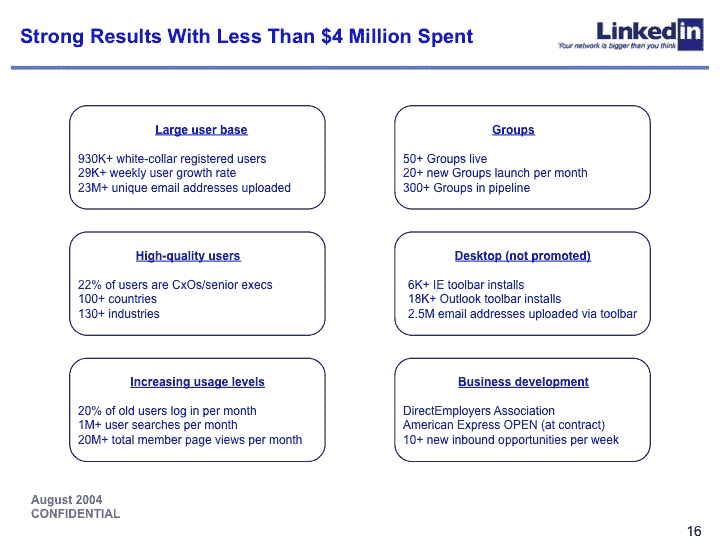 Strong Results With Less Than $4 Million Spent
Linkedin
Your network is bigger than you think
Large user base
930K+ white-collar registered users
29K+ weekly user growth rate
23M+ unique email addresses uploaded
Groups
50+ Groups live
20+ new Groups launch per month
300+ Groups in pipeline
High-quality users
22% of users are CxOs/senior execs
100+ countries
130+ industries
Desktop (not promoted)
6K+ IE toolbar installs
18K+ Outlook toolbar installs
2.5M email addresses uploaded via toolbar
Increasing usage levels
20% of old users log in per month
1M+ user searches per month
20M+ total member page views per month
Business development
DirectEmployers Association
American Express OPEN (at contract)
10+ new inbound opportunities per week
August 2004
CONFIDENTIAL
16